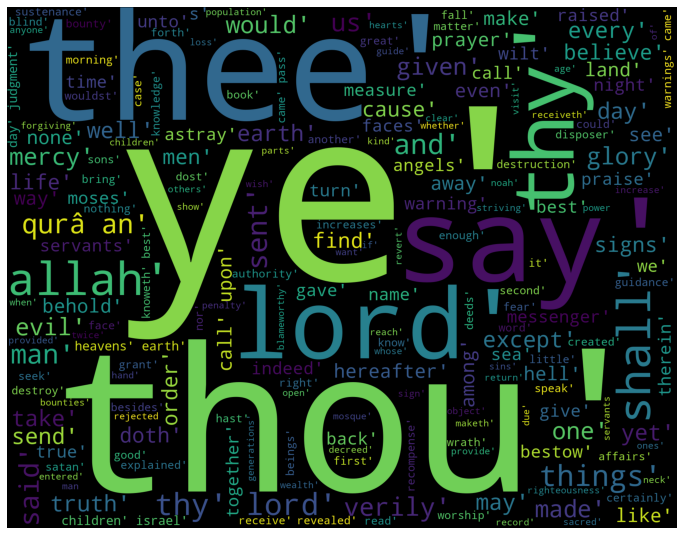 blind
anyone'
sustenance'
thee'
unto'
s'
would'
population'
bounty'
loss'
us'
hearts'
matter
fall'
given'
great'
guide'
make'
prayer'
call'
raised'
wilt'
every'
believe'
land'
night'
of'
came'
warnings'
judgment'
day'
morning'
wouldst'
time'
case'
forth'
knowledge'
book'
came' pass'
forgiving'
measure'
even'
cause'
faces'
clear'
visit'
age'
receiveth'
could'
day'
see'
thy'
disposer'
none'
well'
astray'
earth'
another'
whether'
and'
glory'
mercy'
sons'
men'
parts'
kind'
angels'
destruction'
noah'
praise'
ye'
!
life'
moses'
bring'
dost'
others'
turn'
away'
wish'
increase'
way'
nothing'
show'
warning'
best'
striving'
power
qurâ an'
servants'
sent'
increases'
find'
if'
want'
revert'
say'
enough'
it'
signs'
we'
allah'
knoweth'
best'
call' upon'
authority'
blameworthy'
gave'
name'
deeds'
second'
messenger'
guidance'
when'
behold'
nor
penalty'
reach'
lord'
fear'
word'
shall'
therein'
provided'
face'
twice'
evil'
man'
heavens' earth'
order'
know'
whose'
among'
except'
sins'
sea
little'
created'
return'
seek'
grant'
hand'
indeed'
hereafter'
hell'
speak'
destroy'
bounties'
take'
besides'
rejected
hast'
right'
open'
mosque'
sign'
object'
maketh'
due'
give'
one'
servants
yet'
send'
doth'
thou'
back'
wrath'
recompense'
bestow'
affairs'
said'
true'
satan'
good'
explained'
together'
generations'
decreed'
first'
beings'
provide'
things'
ones'
neck'
entered'
man
wealth'
righteousness'
truth'
thy' lord'
verily'
may'
made'
certainly'
like'
children' israel'
receive'
revealed'
read'
worship'
record'
sacred'